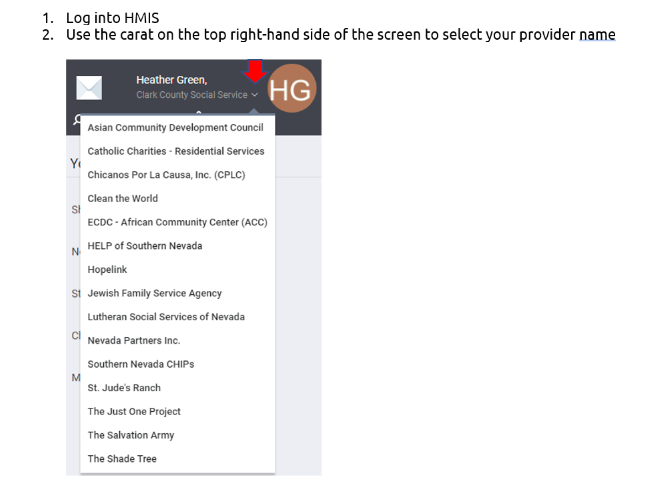 1. Log into HMIS
2. Use the carat on the top right-hand side of the screen to select your provider name
Heather Green,
Clark County Social Service
HG
Asian Community Development Council
Catholic Charities - Residential Services
Chicanos Por La Causa, Inc. (CPLC)
Clean the World
ECDC - African Community Center (ACC)
HELP of Southern Nevada
Hopelink
Jewish Family Service Agency
Lutheran Social Services of Nevada
Nevada Partners Inc.
Southern Nevada CHIPs
St. Jude's Ranch
The Just One Project
The Salvation Army
The Shade Tree